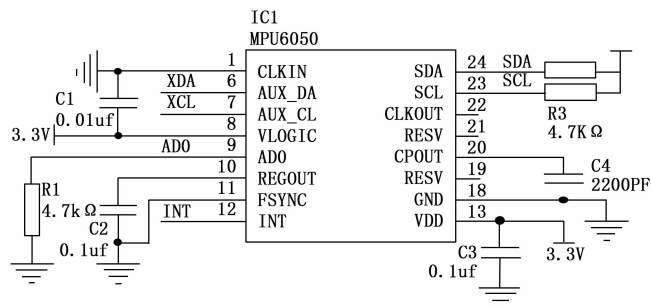 IC1
MPU6050
1 CLKIN SDA 24 SDA
XDA 6 AUX_DA SCL 23 SCL
XCL 7 AUX_CL CLKOUT 22
C1
0.01uf
R3
4.7KΩ
3.3V 8 VLOGIC RESV 21
AD0 9 AD0 CPOUT 20
10 REGOUT RESV 19
C4
2200PF
R1
4.7kΩ
11 FSYNC GND 18
INT 12 INT VDD 13
C2
0.1uf
C3
0.1uf
3.3V